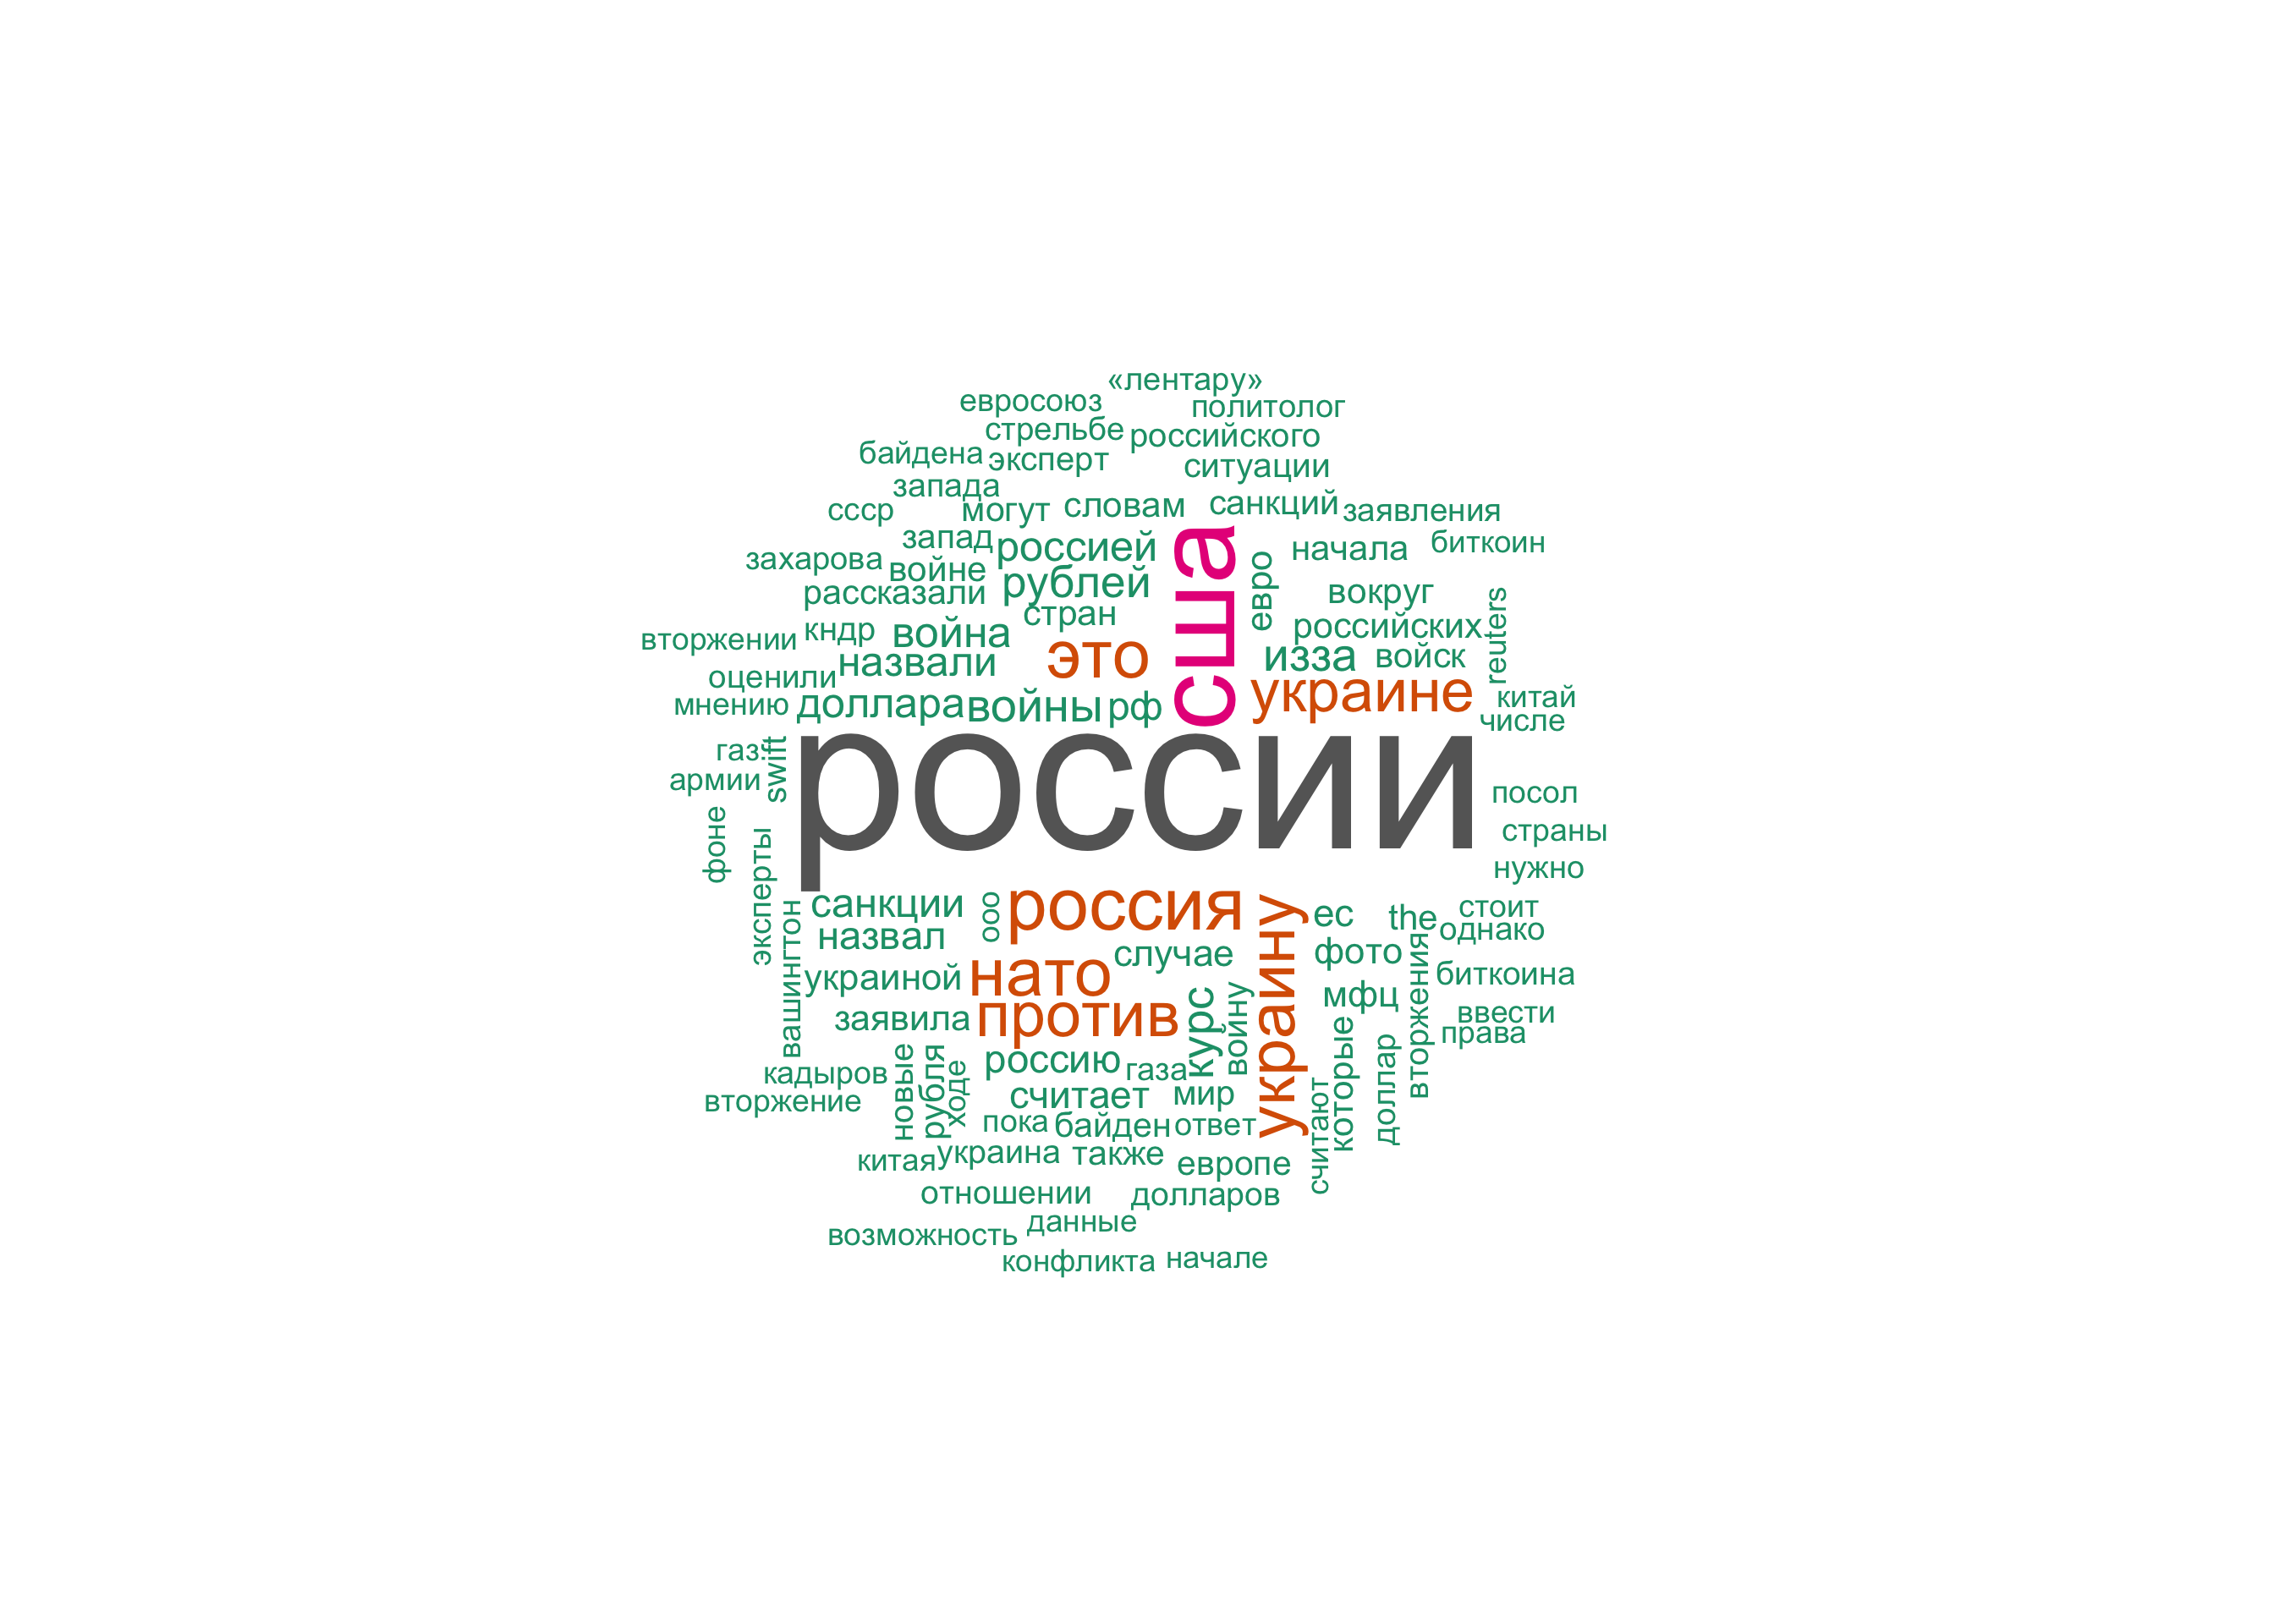 «лентару»
евросоюз политолог
стрельбе российского
байдена эксперт ситуации
запада
ссср могут словам санкций заявления
запад россией сша начала биткоин
захарова войне рублей евро вокруг
рассказали стран reuters
вторжении кндр война это российских
оценили назвали изза войск
мнению доллара войны рф украине китай
числе
газ swift россии
армии посол
фоне эксперты страны
нужно
вашингтон санкции ооо россия украину ес the стоит
назвал однако
украиной нато случае фото вторжения биткоина
заявила против курс войну мфц ввести
которые доллар права
кадыров новые рубля ходе россию газа
вторжение считает мир считают
пока байден ответ
китая украина также европе
отношении долларов
возможность данные
конфликта начале